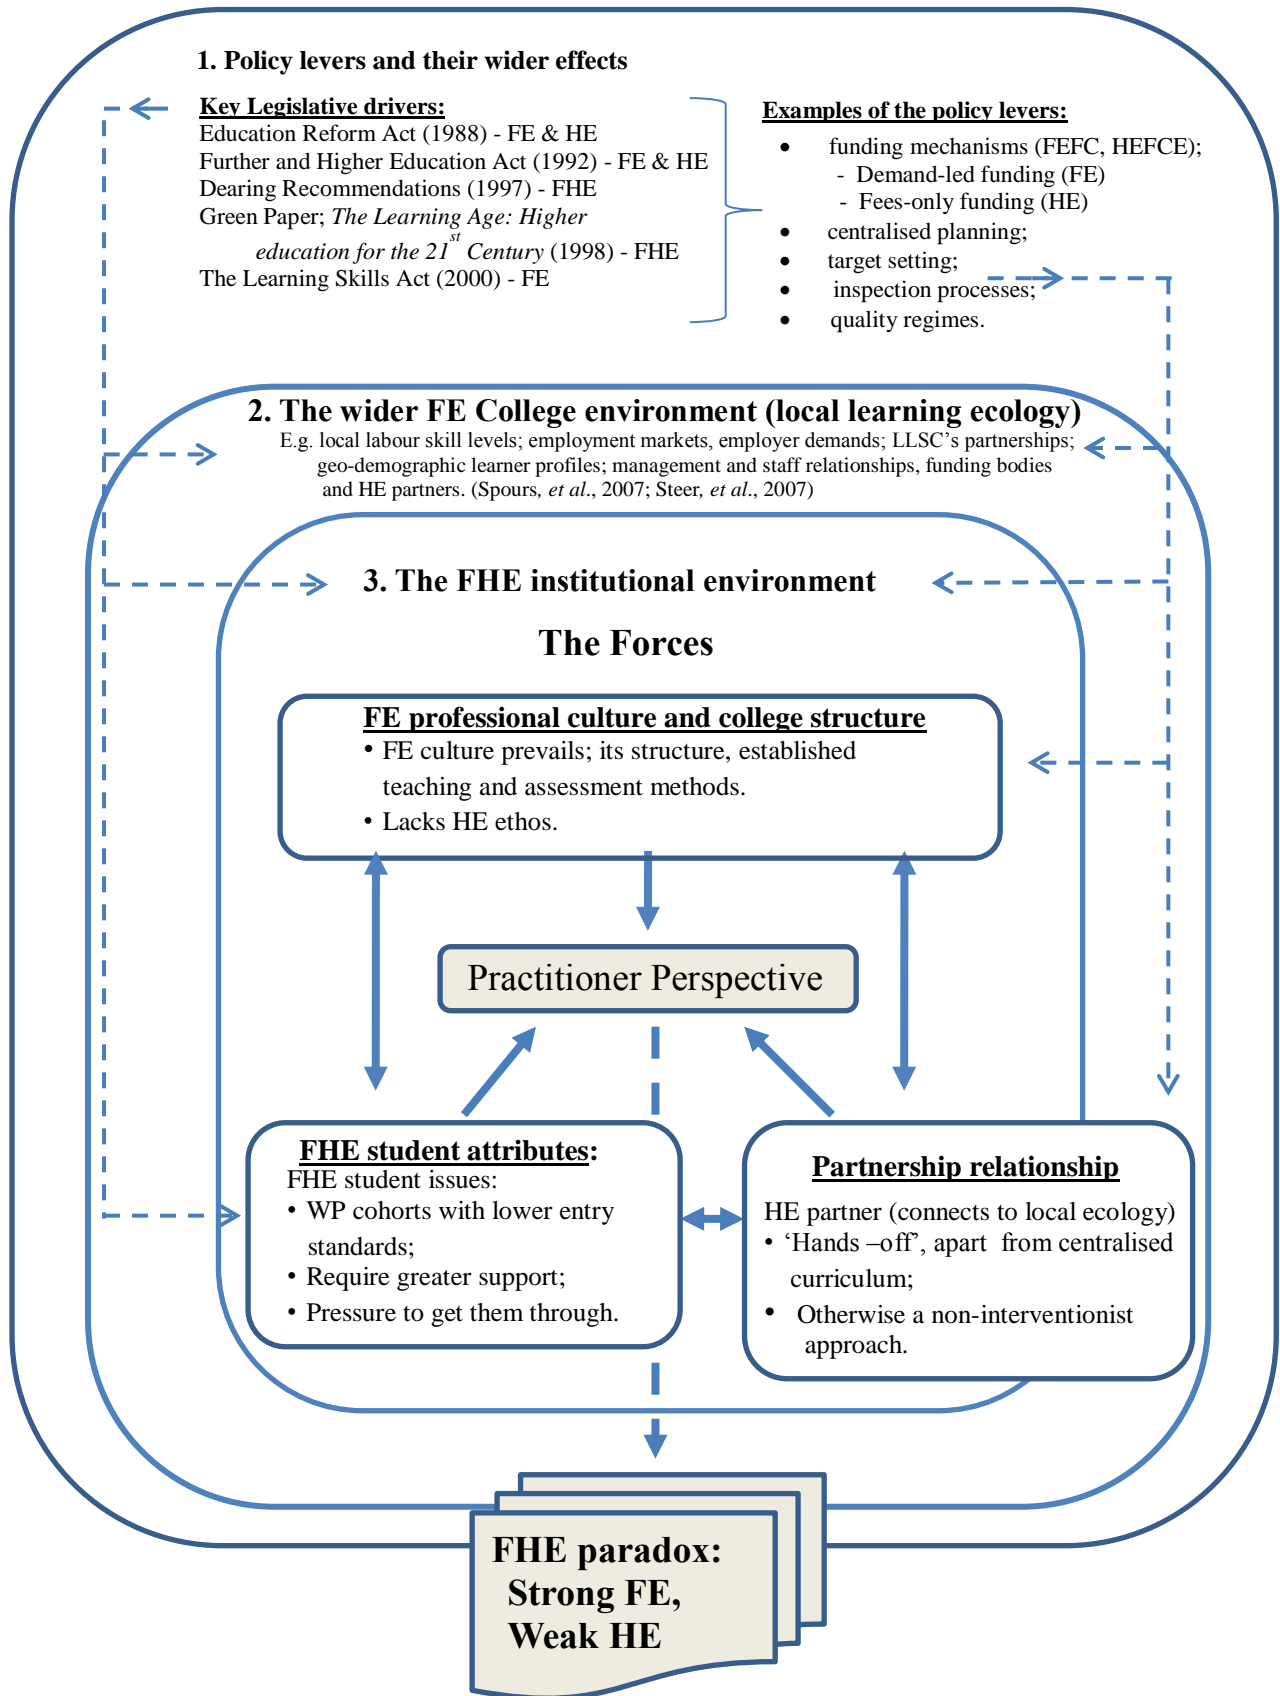 1. Policy levers and their wider effects
Key Legislative drivers:
Education Reform Act (1988) - FE & HE
Further and Higher Education Act (1992) - FE & HE
Dearing Recommendations (1997) - FHE
Green Paper; The Learning Age: Higher
education for the 21st Century (1998) - FHE
The Learning Skills Act (2000) - FE
Examples of the policy levers:
• funding mechanisms (FEFC, HEFCE);
- Demand-led funding (FE)
- Fees-only funding (HE)
• centralised planning;
• target setting;
• inspection processes;
• quality regimes.
2. The wider FE College environment (local learning ecology)
E.g. local labour skill levels; employment markets, employer demands; LLSC's partnerships;
geo-demographic learner profiles; management and staff relationships, funding bodies
and HE partners. (Spours, et al., 2007; Steer, et al., 2007)
3. The FHE institutional environment
The Forces
FE professional culture and college structure
• FE culture prevails; its structure, established
teaching and assessment methods.
• Lacks HE ethos.
Practitioner Perspective
FHE student attributes:
FHE student issues:
• WP cohorts with lower entry
standards;
• Require greater support;
• Pressure to get them through.
Partnership relationship
HE partner (connects to local ecology)
• ‘Hands –off’, apart from centralised
curriculum;
• Otherwise a non-interventionist
approach.
FHE paradox:
Strong FE,
Weak HE